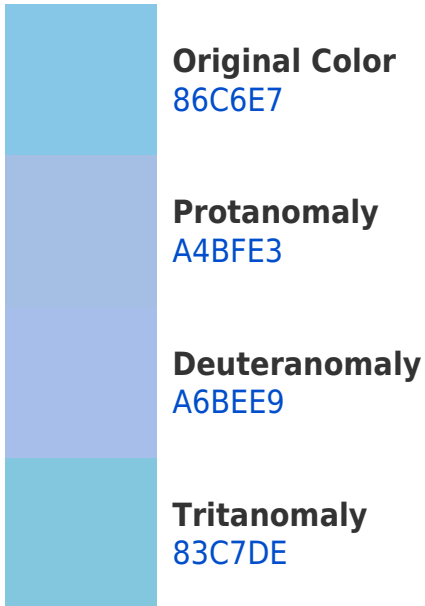 Original Color
86C6E7
Protanomaly
A4BFE3
Deuteranomaly
A6BEE9
Tritanomaly
83C7DE